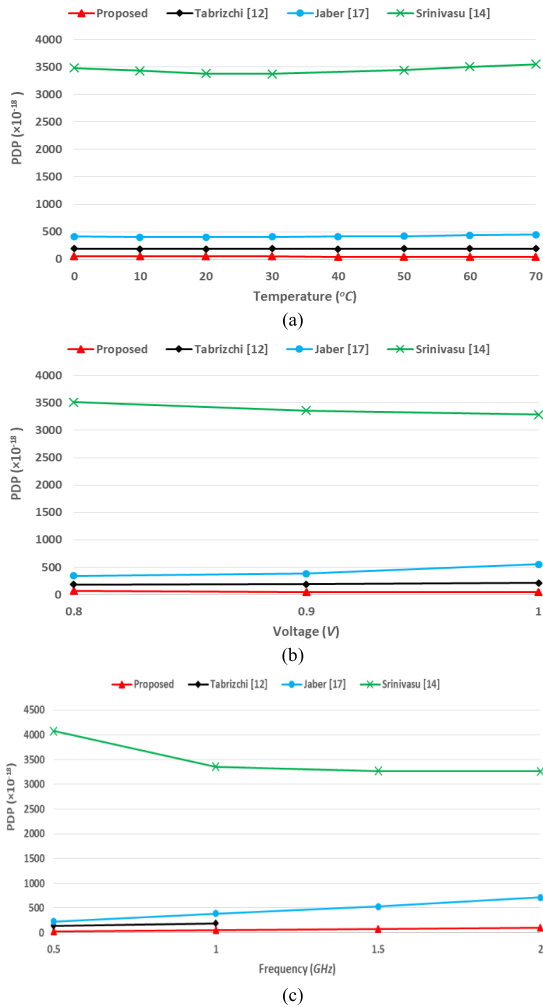 Proposed Tabrizchi [12] Jaber [17] Srinivasu [14]
4000
3500
3000
2500
2000
1500
1000
500
0
PDP (×10⁻¹⁸)
0 10 20 30 40 50 60 70
Temperature (°C)
(a)
Proposed Tabrizchi [12] Jaber [17] Srinivasu [14]
4000
3500
3000
2500
2000
1500
1000
500
0
PDP (×10⁻¹⁸)
0.8 0.9 1
Voltage (V)
(b)
Proposed Tabrizchi [12] Jaber [17] Srinivasu [14]
4500
4000
3500
3000
2500
2000
1500
1000
500
0
PDP (×10⁻¹⁸)
0.5 1 1.5 2
Frequency (GHz)
(c)